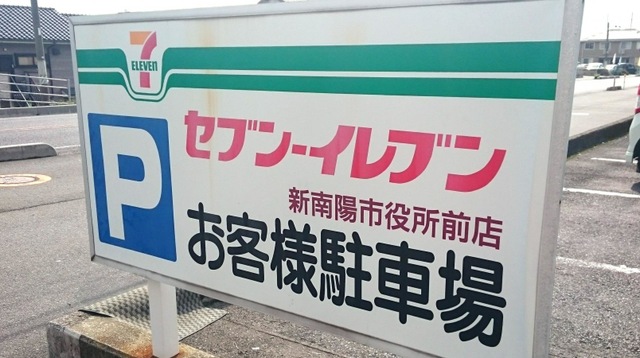 7
ELEVEN
P
セブン-イレブン
新南陽市役所前店
お客様駐車場